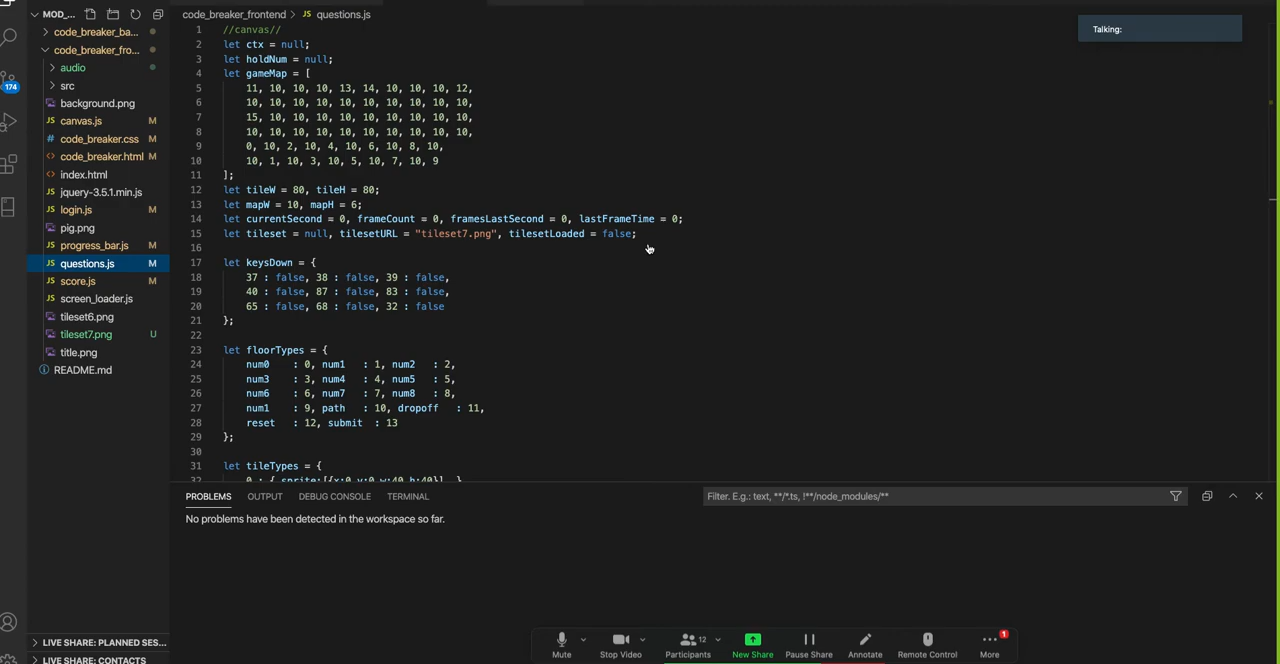 MOD_...
code_breaker_ba...
code_breaker_fro...
audio
src
background.png
canvas.js M
code_breaker.css M
code_breaker.html M
index.html
jquery-3.5.1.min.js
login.js M
pig.png
progress_bar.js M
questions.js M
score.js M
screen_loader.js
tileset6.png
tileset7.png U
title.png
README.md
LIVE SHARE: PLANNED SES...
LIVE SHARE: CONTACTS
174
code_breaker_frontend > JS questions.js
1 //canvas//
2 let ctx = null;
3 let holdNum = null;
4 let gameMap = [
5 11, 10, 10, 10, 13, 14, 10, 10, 10, 12,
6 10, 10, 10, 10, 10, 10, 10, 10, 10, 10,
7 15, 10, 10, 10, 10, 10, 10, 10, 10, 10,
8 10, 10, 10, 10, 10, 10, 10, 10, 10, 10,
9 0, 10, 2, 10, 4, 10, 6, 10, 8, 10,
10 10, 1, 10, 3, 10, 5, 10, 7, 10, 9
11 ];
12 let tileW = 80, tileH = 80;
13 let mapW = 10, mapH = 6;
14 let currentSecond = 0, frameCount = 0, framesLastSecond = 0, lastFrameTime = 0;
15 let tileset = null, tilesetURL = "tileset7.png", tilesetLoaded = false;
16
17 let keysDown = {
18 37 : false, 38 : false, 39 : false,
19 40 : false, 87 : false, 83 : false,
20 65 : false, 68 : false, 32 : false
21 };
22
23 let floorTypes = {
24 num0 : 0, num1 : 1, num2 : 2,
25 num3 : 3, num4 : 4, num5 : 5,
26 num6 : 6, num7 : 7, num8 : 8,
27 num1 : 9, path : 10, dropoff : 11,
28 reset : 12, submit : 13
29 };
30
31 let tileTypes = {
32 0 : { sprite:[{x:0,y:0,w:40,h:40}] }
Talking:
PROBLEMS OUTPUT DEBUG CONSOLE TERMINAL
Filter. E.g.: text, **/*.ts, !**/node_modules/**
No problems have been detected in the workspace so far.
Mute Stop Video Participants 12 New Share Pause Share Annotate Remote Control More 1